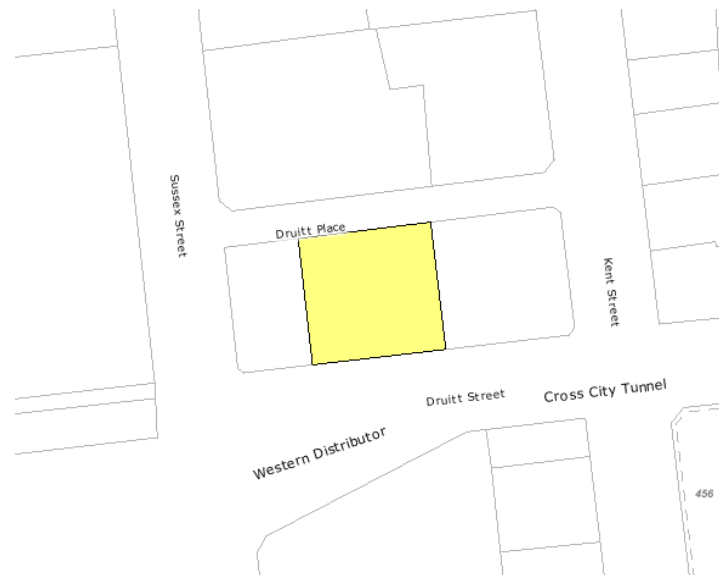 Sussex Street
Druitt Place
Kent Street
Druitt Street
Cross City Tunnel
Western Distributor
456